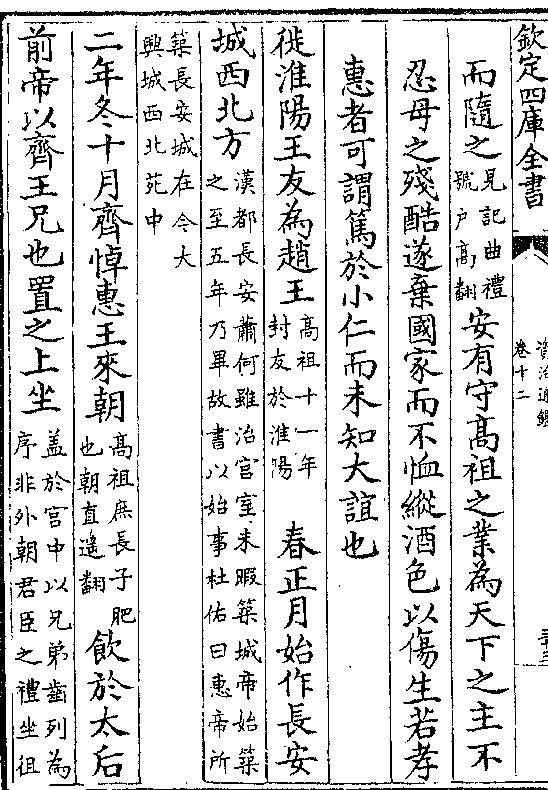 欽定四庫全書
資治通鑑
卷十二
而隨之
見記曲禮
號户高翻
安有守高祖之業為天下之主不
忍母之殘酷遂棄國家而不恤縱酒色以傷生若孝
惠者可謂篤於小仁而未知大誼也
徙淮陽王友為趙王
高祖十一年
封友於淮陽
春正月始作長安
城西北方
漢都長安蕭何雖治宫室未暇築城帝始築
之至五年乃畢故書以始事杜佑曰惠帝所
築長安城在今大
興城西北苑中
二年冬十月齊悼惠王來朝
高祖庶長子肥
也朝直遙翻
飲於太后
前帝以齊王兄也置之上坐
盖於宫中以兄弟齒列為
序非外朝君臣之禮坐徂